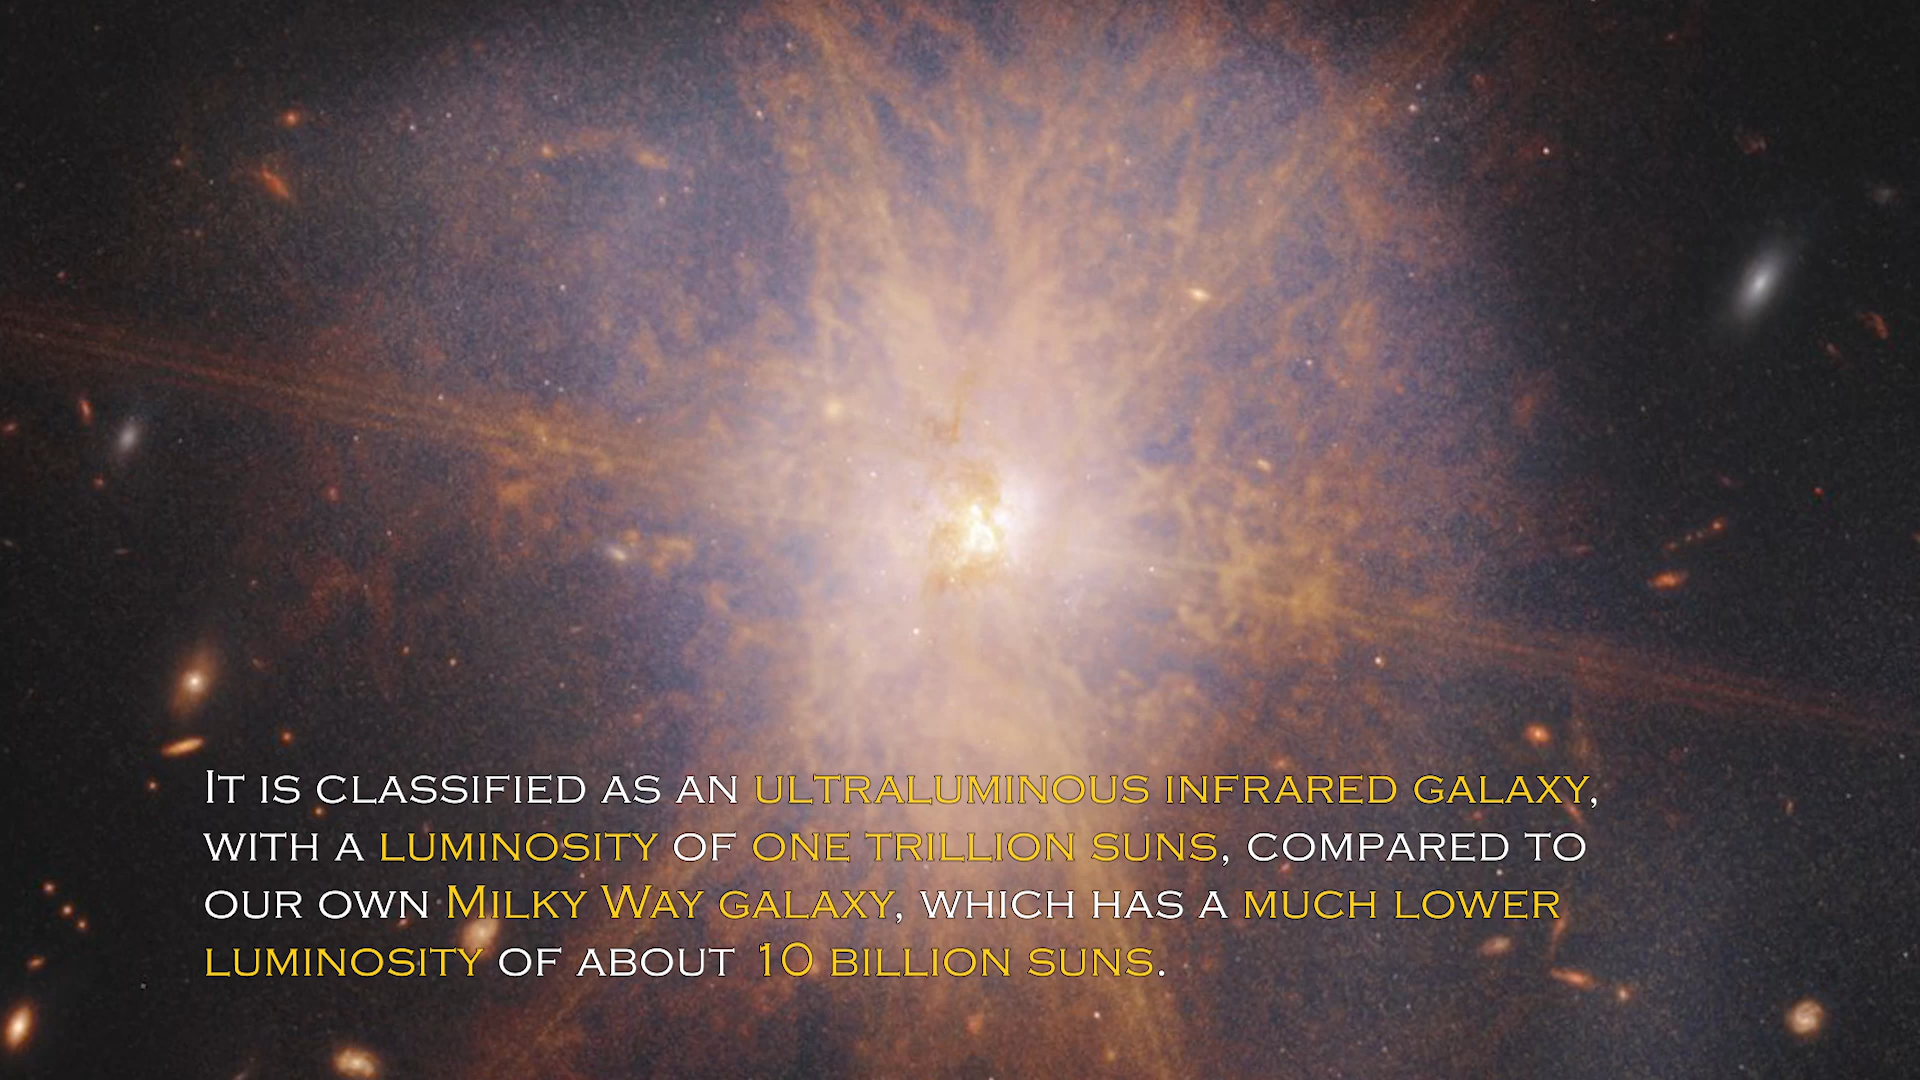 It is classified as an ultraluminous infrared galaxy,
with a luminosity of one trillion suns, compared to
our own Milky Way galaxy, which has a much lower
luminosity of about 10 billion suns.